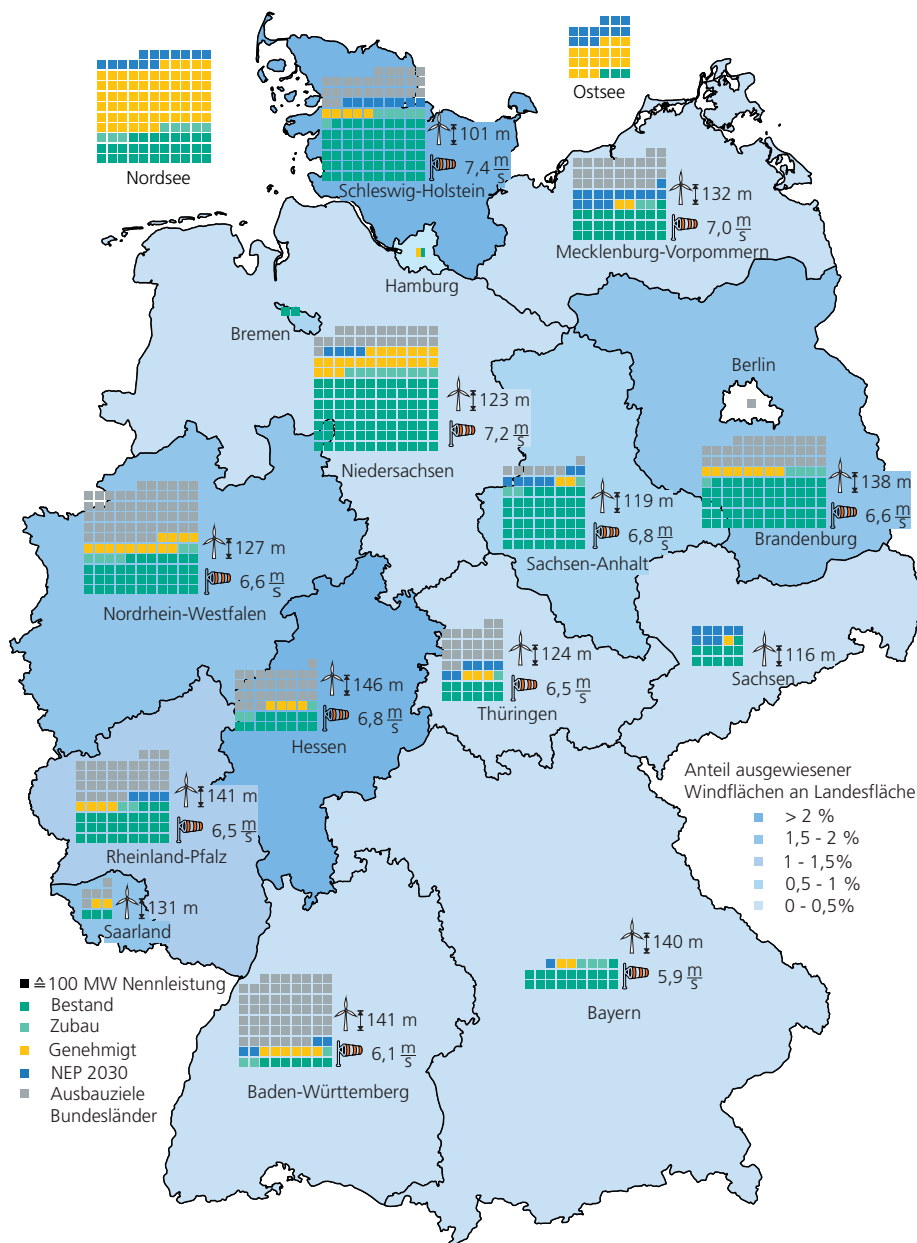 Ostsee
Nordsee
101 m
7,4 m/s
Schleswig-Holstein
132 m
7,0 m/s
Mecklenburg-Vorpommern
Hamburg
Bremen
Berlin
123 m
7,2 m/s
Niedersachsen
138 m
6,6 m/s
Brandenburg
119 m
6,8 m/s
Sachsen-Anhalt
127 m
6,6 m/s
Nordrhein-Westfalen
124 m
6,5 m/s
Thüringen
116 m
Sachsen
146 m
6,8 m/s
Hessen
141 m
6,5 m/s
Rheinland-Pfalz
131 m
Saarland
Anteil ausgewiesener
Windflächen an Landesfläche
> 2 %
1,5 - 2 %
1 - 1,5%
0,5 - 1 %
0 - 0,5%
140 m
5,9 m/s
Bayern
141 m
6,1 m/s
Baden-Württemberg
≙ 100 MW Nennleistung
Bestand
Zubau
Genehmigt
NEP 2030
Ausbauziele
Bundesländer